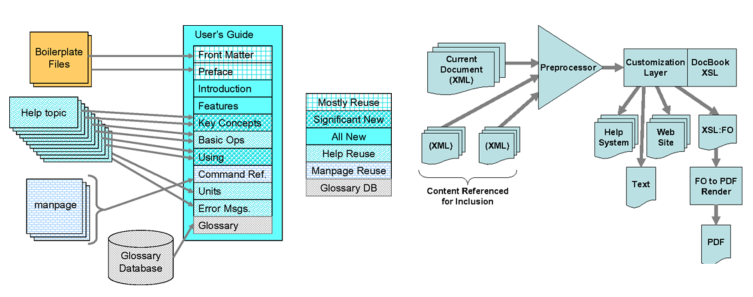 User's Guide
Boilerplate
Files
Front Matter
Preface
Introduction
Features
Help topic
Key Concepts
Basic Ops
Using
Command Ref.
manpage
Units
Error Msgs.
Glossary
Glossary
Database
Mostly Reuse
Significant New
All New
Help Reuse
Manpage Reuse
Glossary DB
Current
Document
(XML)
Preprocessor
Customization
Layer
DocBook
XSL
(XML)
(XML)
Content Referenced
for Inclusion
Help
System
Web
Site
XSL:FO
Text
FO to PDF
Render
PDF